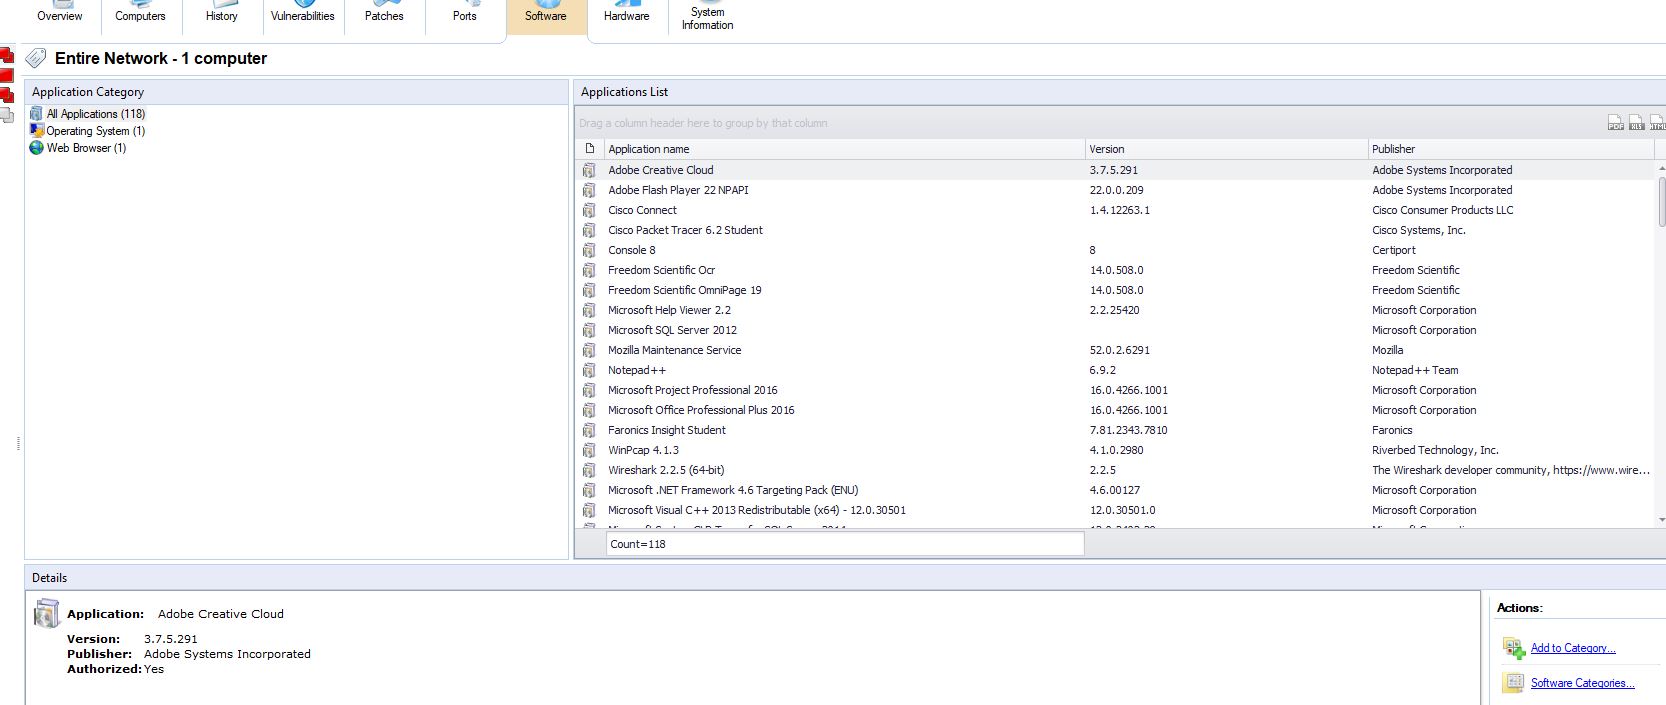 Overview Computers History Vulnerabilities Patches Ports Software Hardware System Information
Entire Network - 1 computer
Application Category
All Applications (118)
Operating System (1)
Web Browser (1)
Applications List
Drag a column header here to group by that column
PDF XLS HTML
Application name Version Publisher
Adobe Creative Cloud 3.7.5.291 Adobe Systems Incorporated
Adobe Flash Player 22 NPAPI 22.0.0.209 Adobe Systems Incorporated
Cisco Connect 1.4.12263.1 Cisco Consumer Products LLC
Cisco Packet Tracer 6.2 Student Cisco Systems, Inc.
Console 8 8 Certiport
Freedom Scientific Ocr 14.0.508.0 Freedom Scientific
Freedom Scientific OmniPage 19 14.0.508.0 Freedom Scientific
Microsoft Help Viewer 2.2 2.2.25420 Microsoft Corporation
Microsoft SQL Server 2012 Microsoft Corporation
Mozilla Maintenance Service 52.0.2.6291 Mozilla
Notepad++ 6.9.2 Notepad++ Team
Microsoft Project Professional 2016 16.0.4266.1001 Microsoft Corporation
Microsoft Office Professional Plus 2016 16.0.4266.1001 Microsoft Corporation
Faronics Insight Student 7.81.2343.7810 Faronics
WinPcap 4.1.3 4.1.0.2980 Riverbed Technology, Inc.
Wireshark 2.2.5 (64-bit) 2.2.5 The Wireshark developer community, https://www.wire...
Microsoft .NET Framework 4.6 Targeting Pack (ENU) 4.6.00127 Microsoft Corporation
Microsoft Visual C++ 2013 Redistributable (x64) - 12.0.30501 12.0.30501.0 Microsoft Corporation
Count=118
Details
Application: Adobe Creative Cloud
Version: 3.7.5.291
Publisher: Adobe Systems Incorporated
Authorized: Yes
Actions:
Add to Category...
Software Categories...